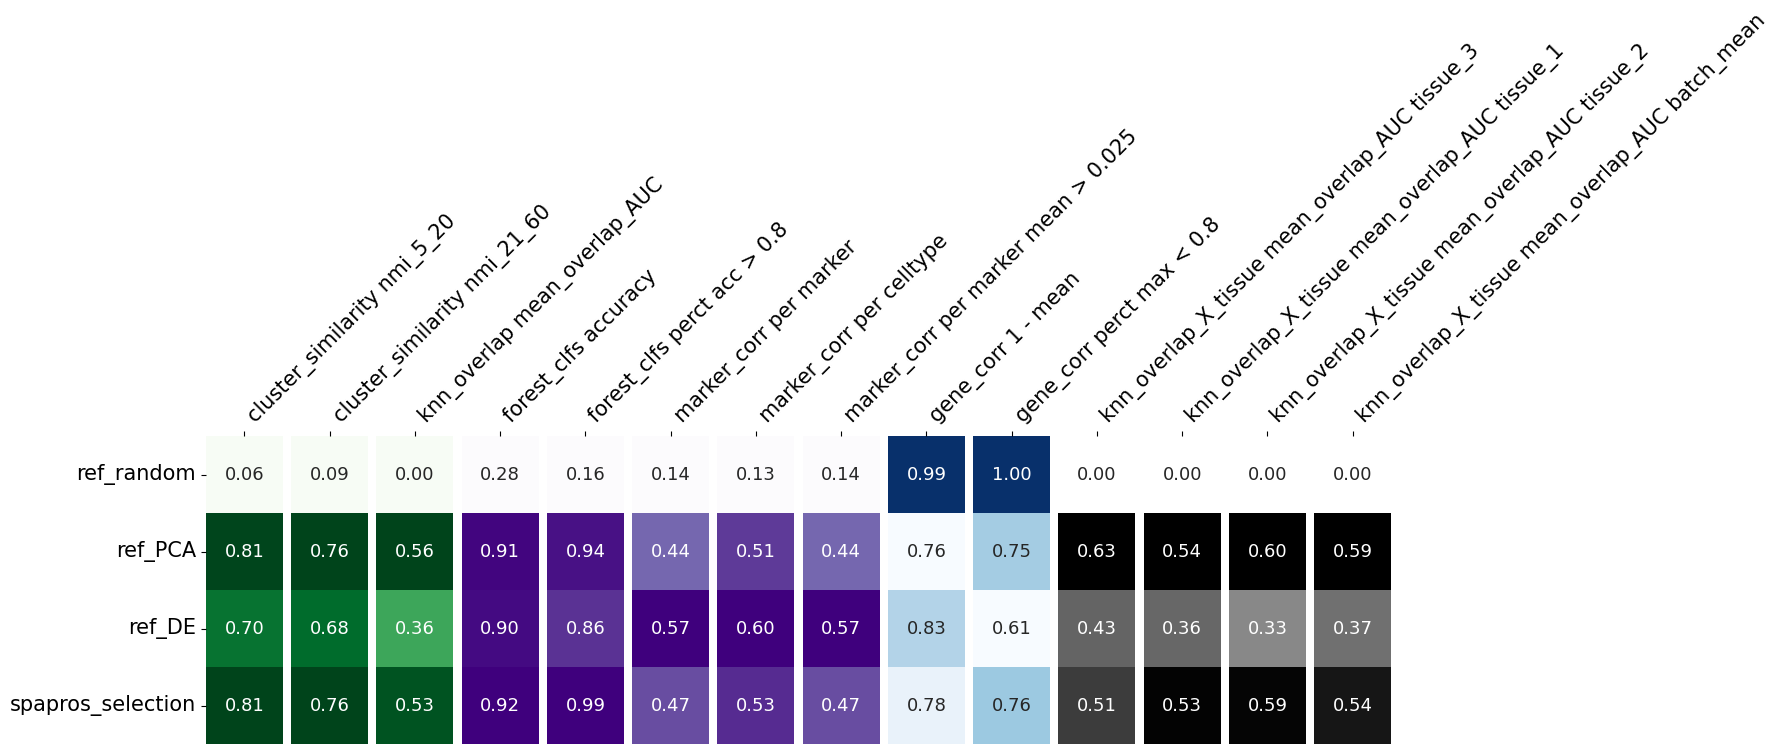 cluster_similarity nmi_5_20
cluster_similarity nmi_21_60
knn_overlap mean_overlap_AUC
forest_clfs accuracy
forest_clfs perct acc > 0.8
marker_corr per marker
marker_corr per celltype
marker_corr per marker mean > 0.025
gene_corr 1 - mean
gene_corr perct max < 0.8
knn_overlap_X_tissue mean_overlap_AUC tissue_3
knn_overlap_X_tissue mean_overlap_AUC tissue_1
knn_overlap_X_tissue mean_overlap_AUC tissue_2
knn_overlap_X_tissue mean_overlap_AUC batch_mean
ref_random 0.06 0.09 0.00 0.28 0.16 0.14 0.13 0.14 0.99 1.00 0.00 0.00 0.00 0.00
ref_PCA 0.81 0.76 0.56 0.91 0.94 0.44 0.51 0.44 0.76 0.75 0.63 0.54 0.60 0.59
ref_DE 0.70 0.68 0.36 0.90 0.86 0.57 0.60 0.57 0.83 0.61 0.43 0.36 0.33 0.37
spapros_selection 0.81 0.76 0.53 0.92 0.99 0.47 0.53 0.47 0.78 0.76 0.51 0.53 0.59 0.54